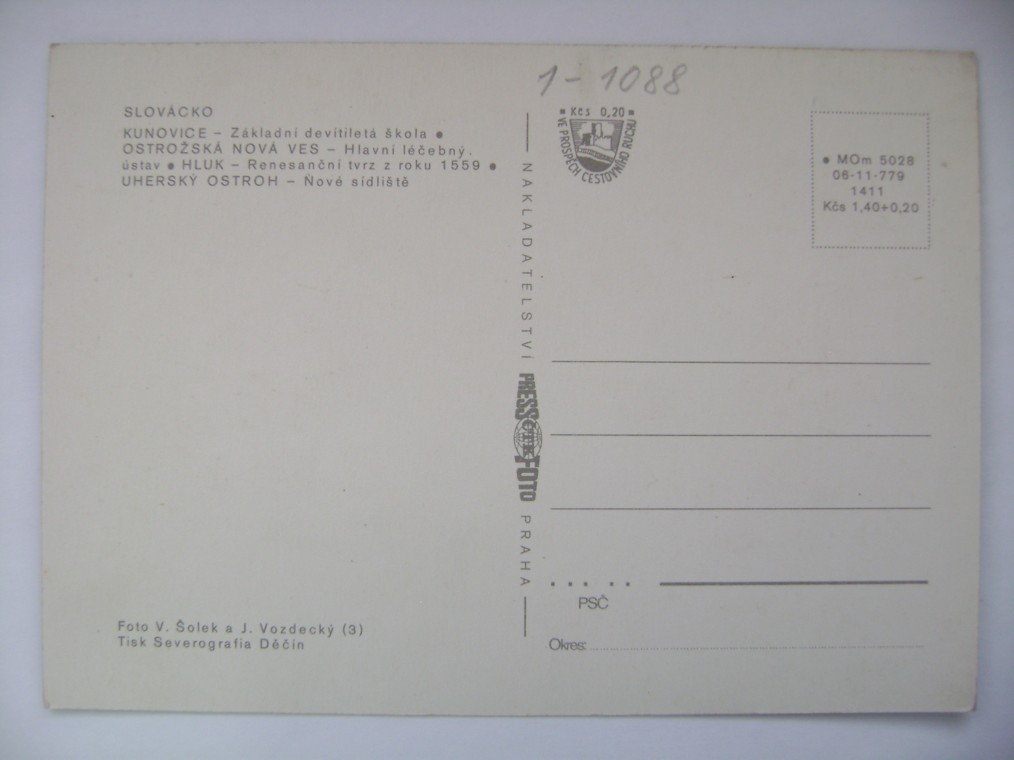 1-1088
SLOVÁCKO
KUNOVICE – Základní devítiletá škola ●
OSTROŽSKÁ NOVÁ VES – Hlavní léčebný.
ústav ● HLUK – Renesanční tvrz z roku 1559 ●
UHERSKÝ OSTROH – Nové sídliště
Kčs 0,20
VE PROSPĚCH CESTOVNÍHO RUCHU
● MOm 5028
06-11-779
1411
Kčs 1,40+0,20
NAKLADATELSTVÍ PRESSFOTO PRAHA
PSČ
Okres:
Foto V. Šolek a J. Vozdecký (3)
Tisk Severografia Děčín